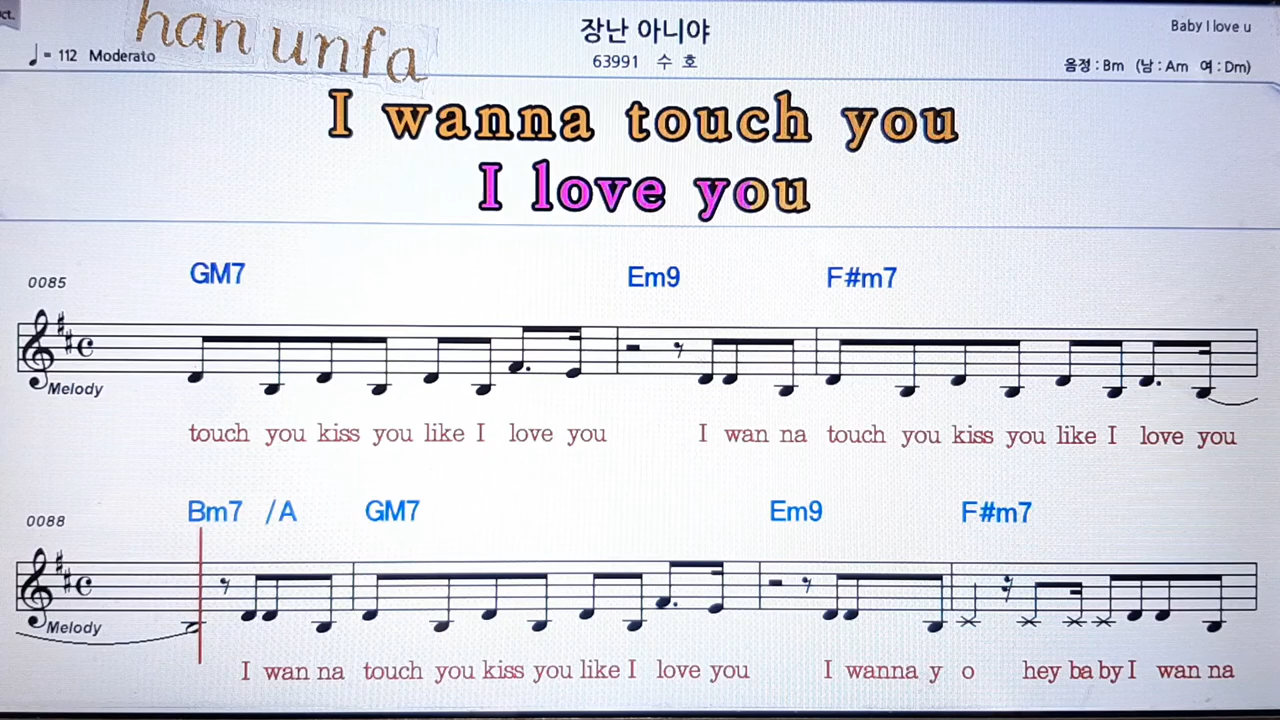 ct.
han unfa
장난 아니야
Baby I love u
♩= 112 Moderato
63991 수 호
음정 : Bm (남 : Am 여 : Dm)
I wanna touch you
I love you
0085 GM7 Em9 F#m7
Melody
touch you kiss you like I love you I wan na touch you kiss you like I love you
0088 Bm7 /A GM7 Em9 F#m7
Melody
I wan na touch you kiss you like I love you I wanna y o hey ba by I wan na